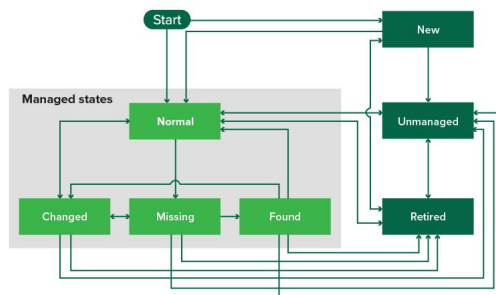 Start
New
Managed states
Normal
Unmanaged
Changed
Missing
Found
Retired